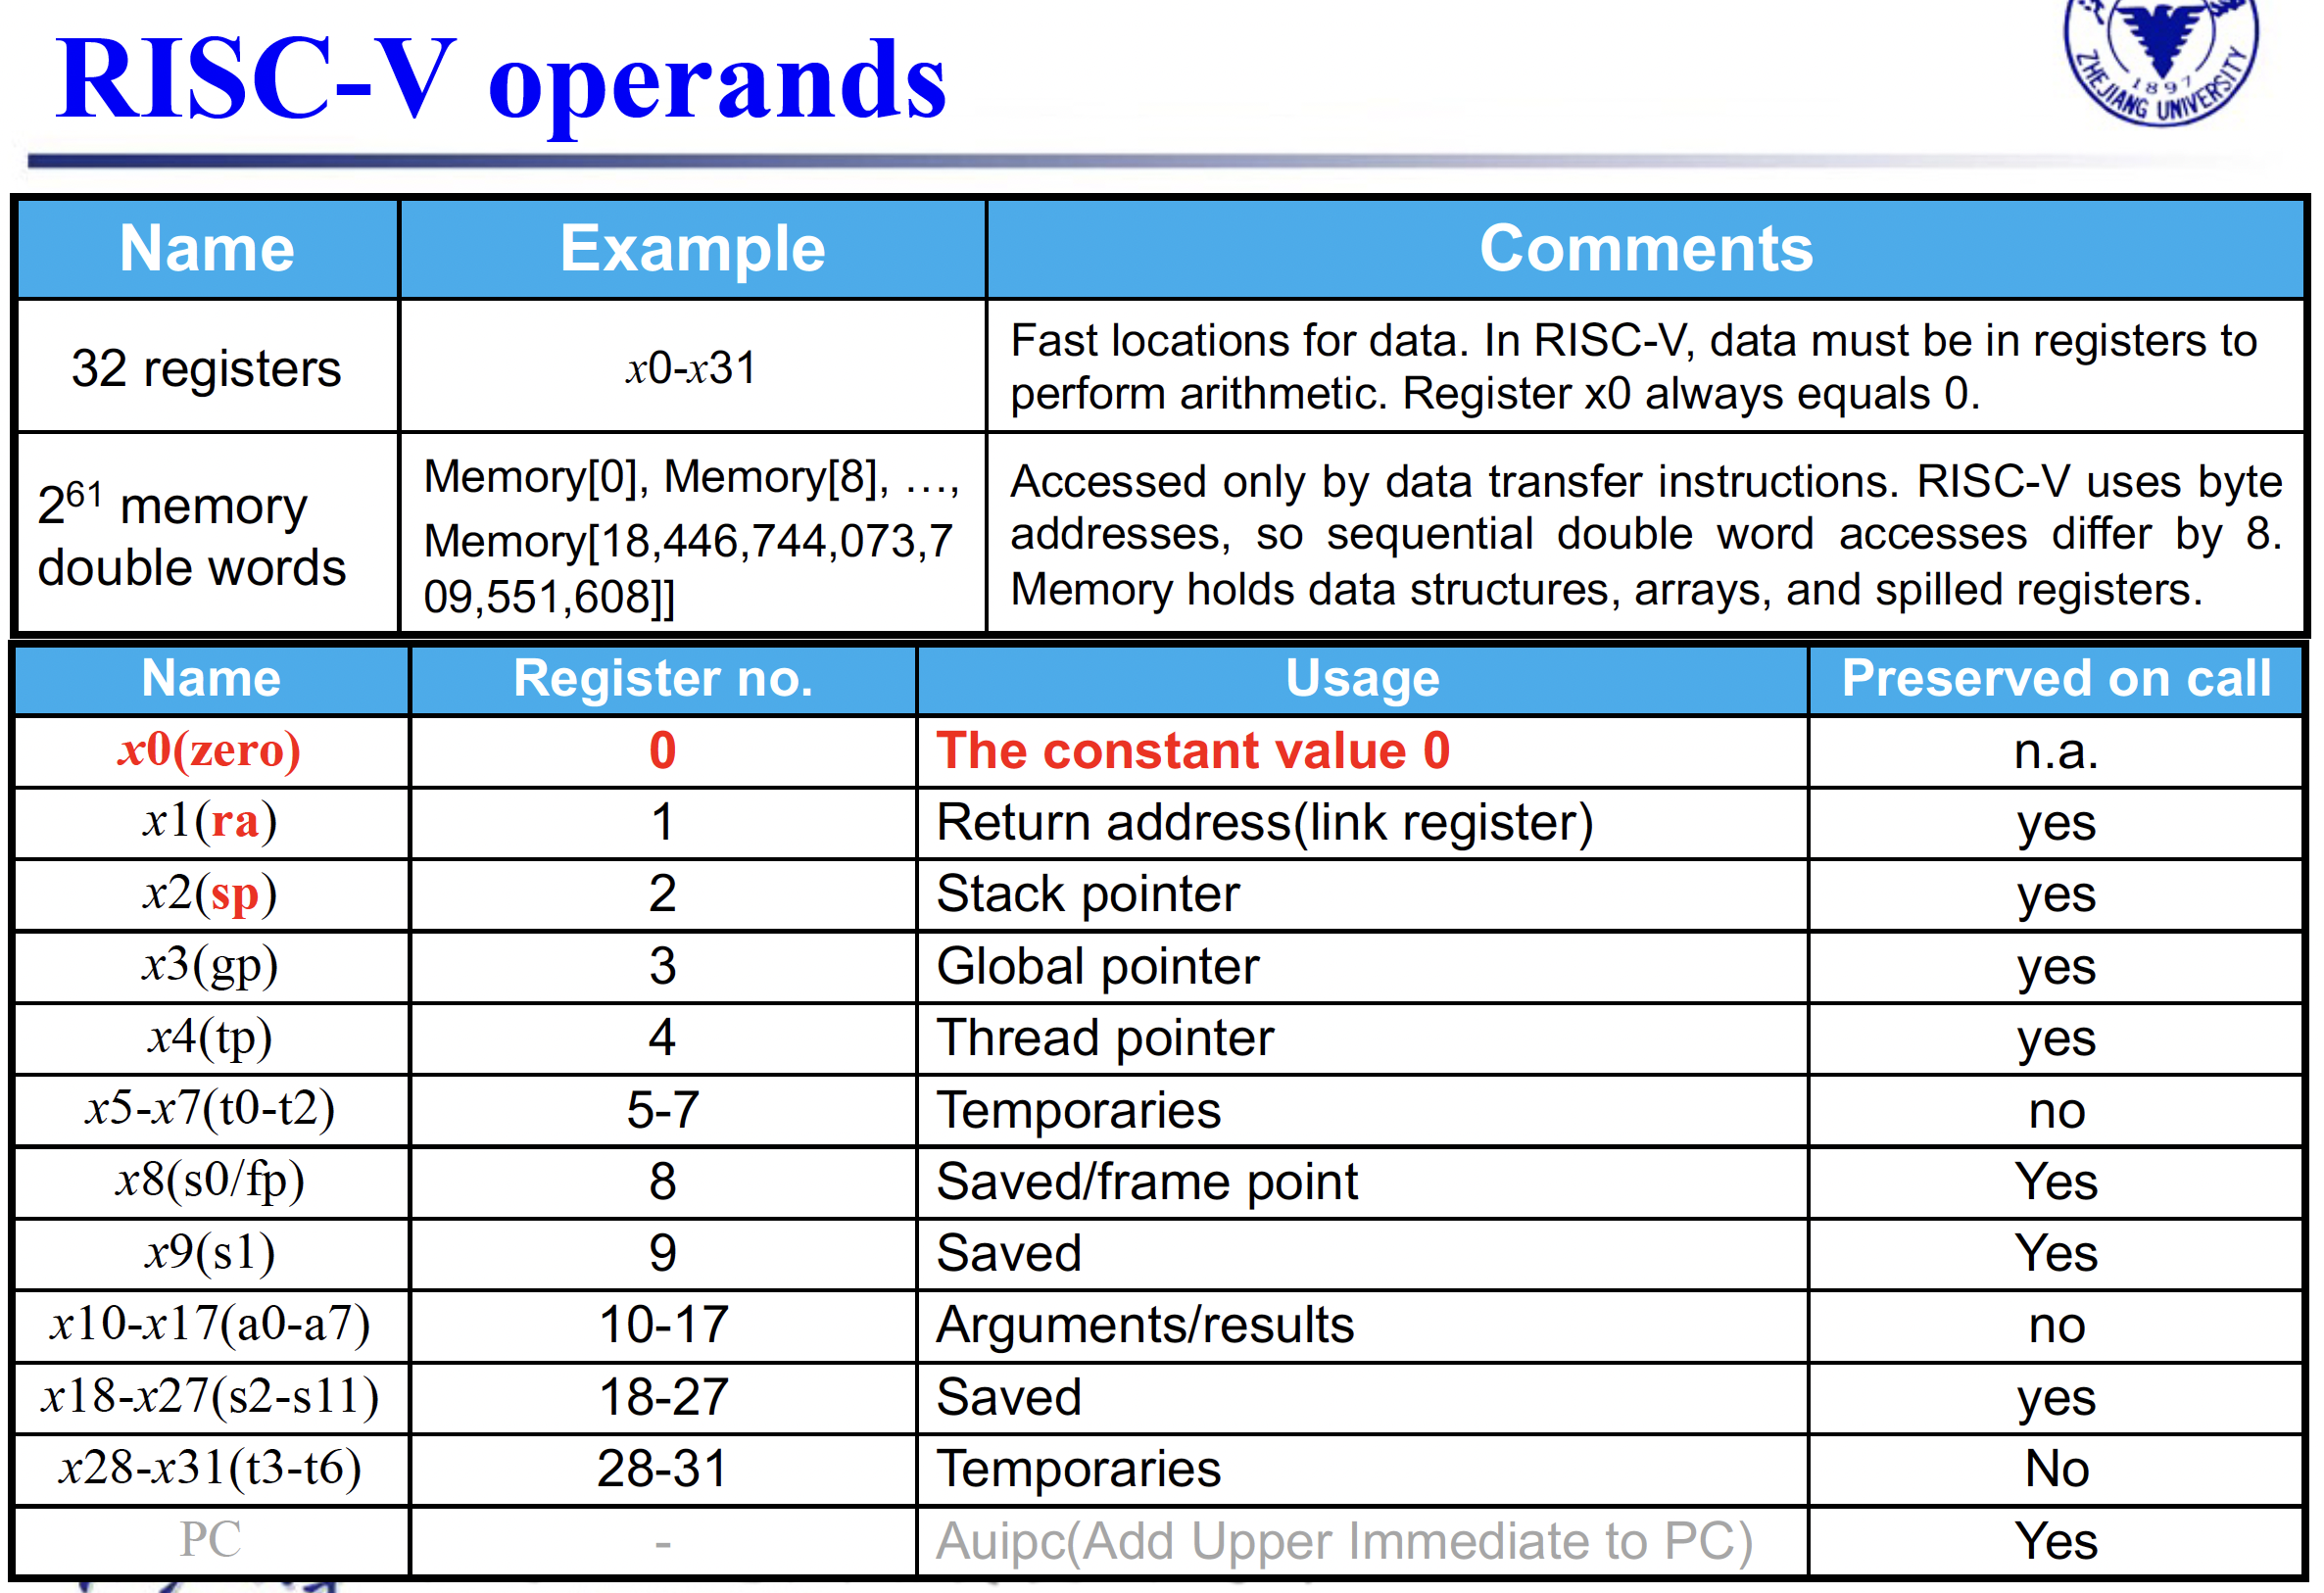 RISC-V operands
ZHEJIANG UNIVERSITY
1897
Name Example Comments
32 registers x0-x31 Fast locations for data. In RISC-V, data must be in registers to
perform arithmetic. Register x0 always equals 0.
2^61 memory
double words
Memory[0], Memory[8], …,
Memory[18,446,744,073,7
09,551,608]]
Accessed only by data transfer instructions. RISC-V uses byte
addresses, so sequential double word accesses differ by 8.
Memory holds data structures, arrays, and spilled registers.
Name Register no. Usage Preserved on call
x0(zero) 0 The constant value 0 n.a.
x1(ra) 1 Return address(link register) yes
x2(sp) 2 Stack pointer yes
x3(gp) 3 Global pointer yes
x4(tp) 4 Thread pointer yes
x5-x7(t0-t2) 5-7 Temporaries no
x8(s0/fp) 8 Saved/frame point Yes
x9(s1) 9 Saved Yes
x10-x17(a0-a7) 10-17 Arguments/results no
x18-x27(s2-s11) 18-27 Saved yes
x28-x31(t3-t6) 28-31 Temporaries No
PC - Auipc(Add Upper Immediate to PC) Yes